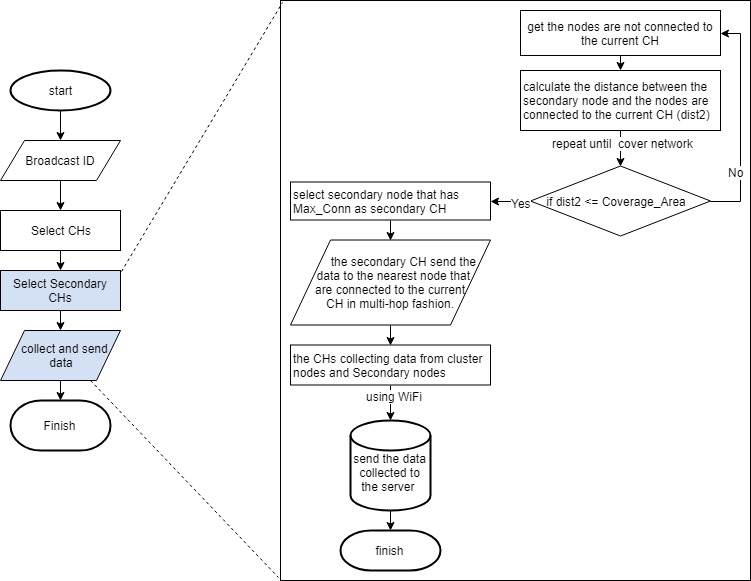 start
Broadcast ID
Select CHs
Select Secondary
CHs
collect and send
data
Finish
get the nodes are not connected to
the current CH
calculate the distance between the
secondary node and the nodes are
connected to the current CH (dist2)
repeat until cover network
if dist2 <= Coverage_Area
No
Yes
select secondary node that has
Max_Conn as secondary CH
the secondary CH send the
data to the nearest node that
are connected to the current
CH in multi-hop fashion.
the CHs collecting data from cluster
nodes and Secondary nodes
using WiFi
send the data
collected to
the server
finish